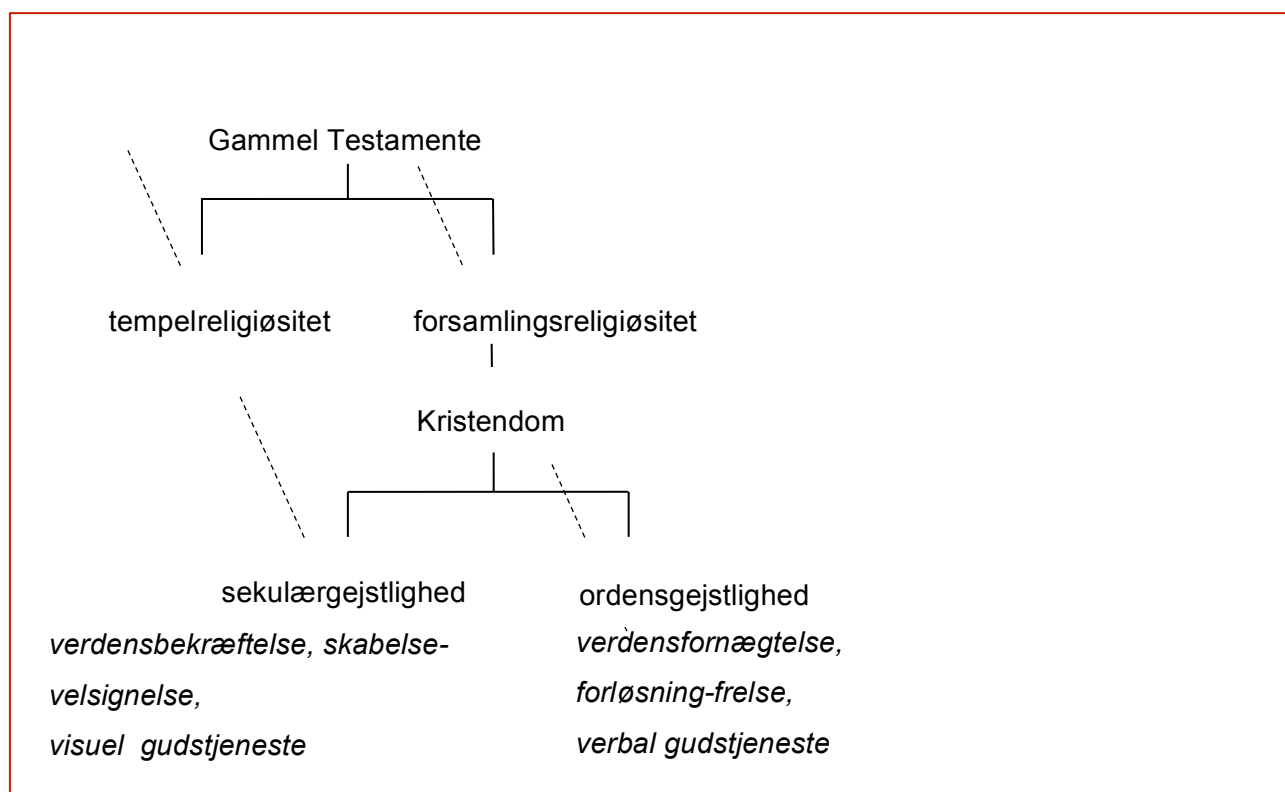 Gammel Testamente
tempelreligiøsitet
forsamlingsreligiøsitet
Kristendom
sekulærgejstlighed
verdensbekræftelse, skabelse-
velsignelse,
visuel gudstjeneste
ordensgejstlighed
verdensfornægtelse,
forløsning-frelse,
verbal gudstjeneste